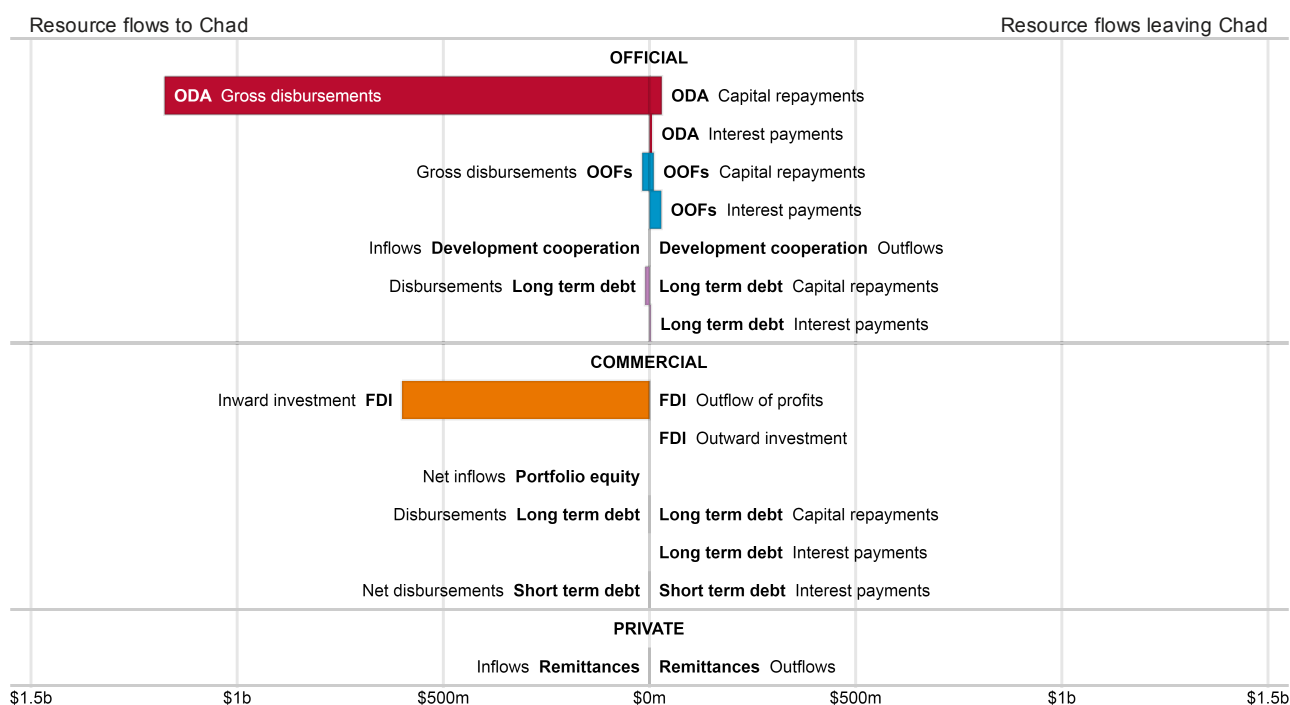 Resource flows to Chad Resource flows leaving Chad
OFFICIAL
ODA Gross disbursements ODA Capital repayments
ODA Interest payments
Gross disbursements OOFs OOFs Capital repayments
OOFs Interest payments
Inflows Development cooperation Development cooperation Outflows
Disbursements Long term debt Long term debt Capital repayments
Long term debt Interest payments
COMMERCIAL
Inward investment FDI FDI Outflow of profits
FDI Outward investment
Net inflows Portfolio equity
Disbursements Long term debt Long term debt Capital repayments
Long term debt Interest payments
Net disbursements Short term debt Short term debt Interest payments
PRIVATE
Inflows Remittances Remittances Outflows
$1.5b $1b $500m $0m $500m $1b $1.5b